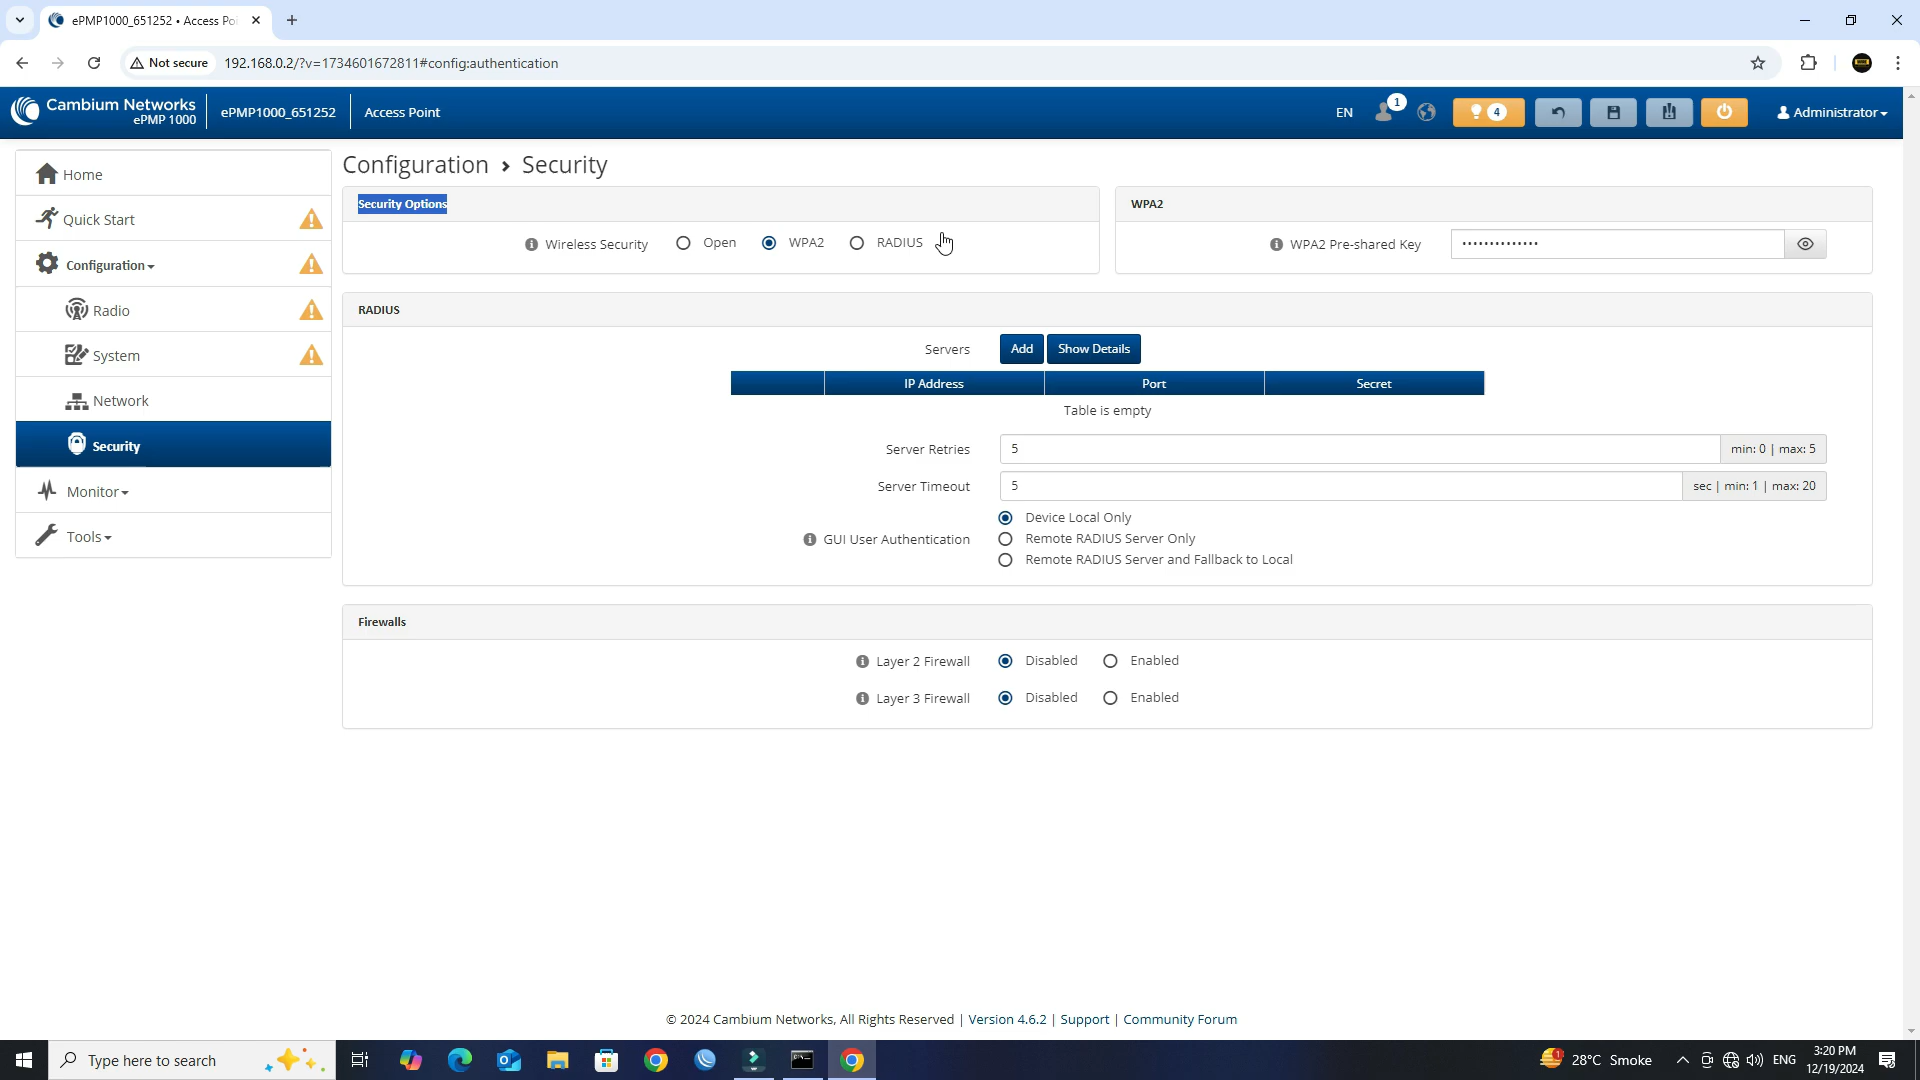 ePMP1000_651252 • Access Po
Not secure
192.168.0.2/?v=1734601672811#config:authentication
Cambium Networks
ePMP 1000
ePMP1000_651252
Access Point
EN
1
4
Administrator
Home
Quick Start
Configuration
Radio
System
Network
Security
Monitor
Tools
Configuration › Security
Security Options
Wireless Security
Open
WPA2
RADIUS
WPA2
WPA2 Pre-shared Key
••••••••••••••
RADIUS
Servers
Add
Show Details
IP Address
Port
Secret
Table is empty
Server Retries
5
min: 0 | max: 5
Server Timeout
5
sec | min: 1 | max: 20
GUI User Authentication
Device Local Only
Remote RADIUS Server Only
Remote RADIUS Server and Fallback to Local
Firewalls
Layer 2 Firewall
Disabled
Enabled
Layer 3 Firewall
Disabled
Enabled
© 2024 Cambium Networks, All Rights Reserved | Version 4.6.2 | Support | Community Forum
Type here to search
28°C Smoke
ENG
3:20 PM
12/19/2024